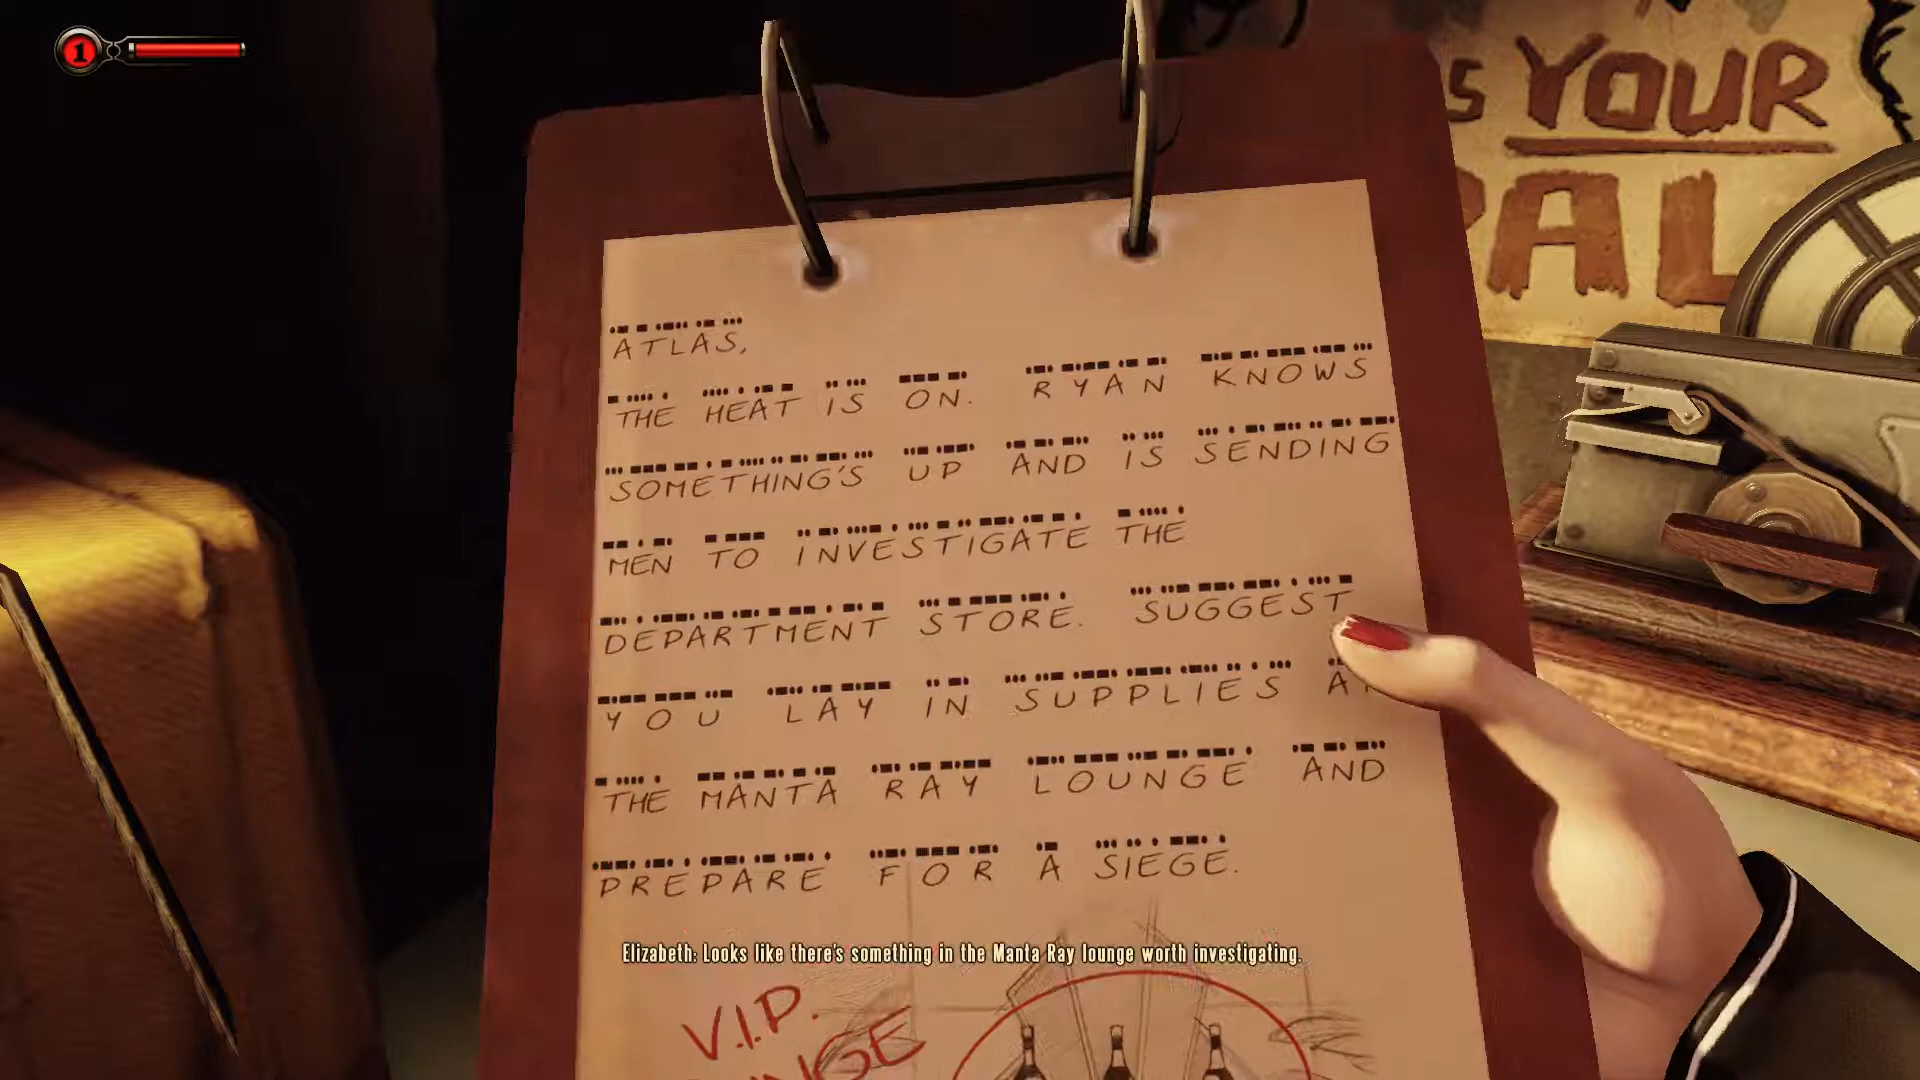 1
S YOUR
PAL
ATLAS,
THE HEAT IS ON. RYAN KNOWS
SOMETHING'S UP AND IS SENDING
MEN TO INVESTIGATE THE
DEPARTMENT STORE. SUGGEST
YOU LAY IN SUPPLIES
THE MANTA RAY LOUNGE AND
PREPARE FOR A SIEGE.
Elizabeth: Looks like there's something in the Manta Ray lounge worth investigating.
V.I.P.